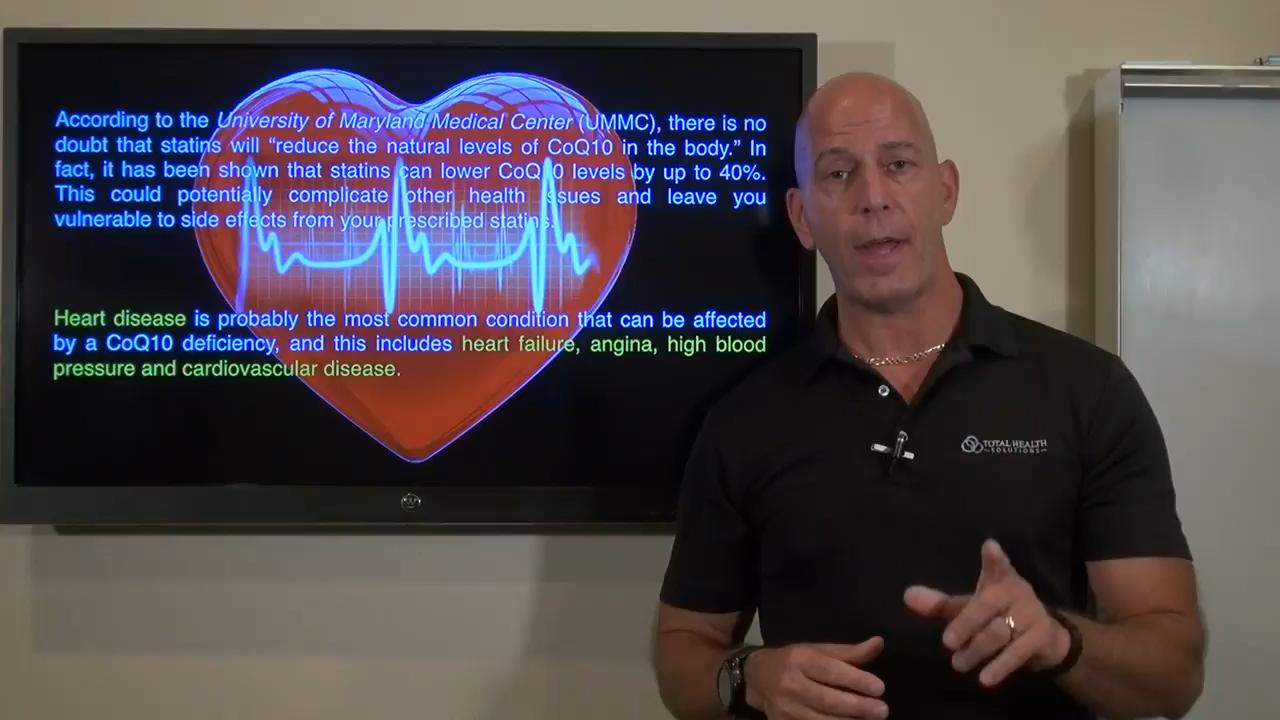 According to the University of Maryland Medical Center (UMMC), there is no
doubt that statins will “reduce the natural levels of CoQ10 in the body.” In
fact, it has been shown that statins can lower CoQ10 levels by up to 40%.
This could potentially complicate other health issues and leave you
vulnerable to side effects from your prescribed statins.
Heart disease is probably the most common condition that can be affected
by a CoQ10 deficiency, and this includes heart failure, angina, high blood
pressure and cardiovascular disease.
TOTAL HEALTH
SOLUTIONS